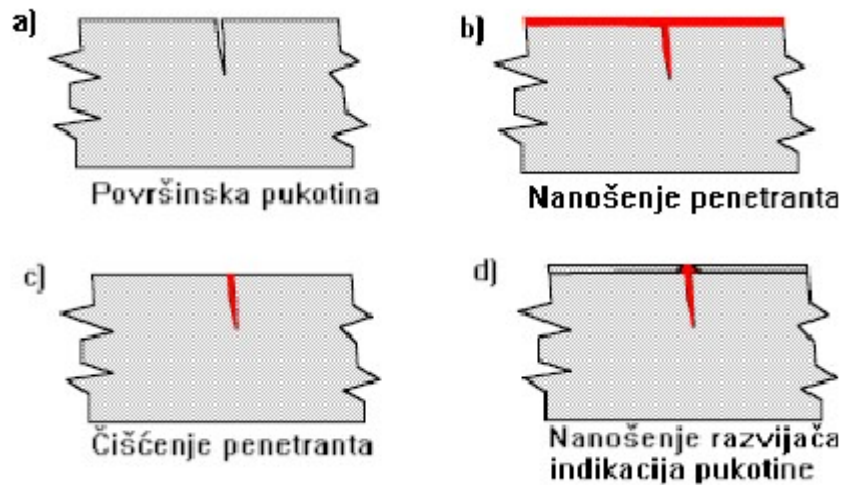 a)
Površinska pukotina
b)
Nanošenje penetranta
c)
Čišćenje penetranta
d)
Nanošenje razvijača
indikacija pukotine